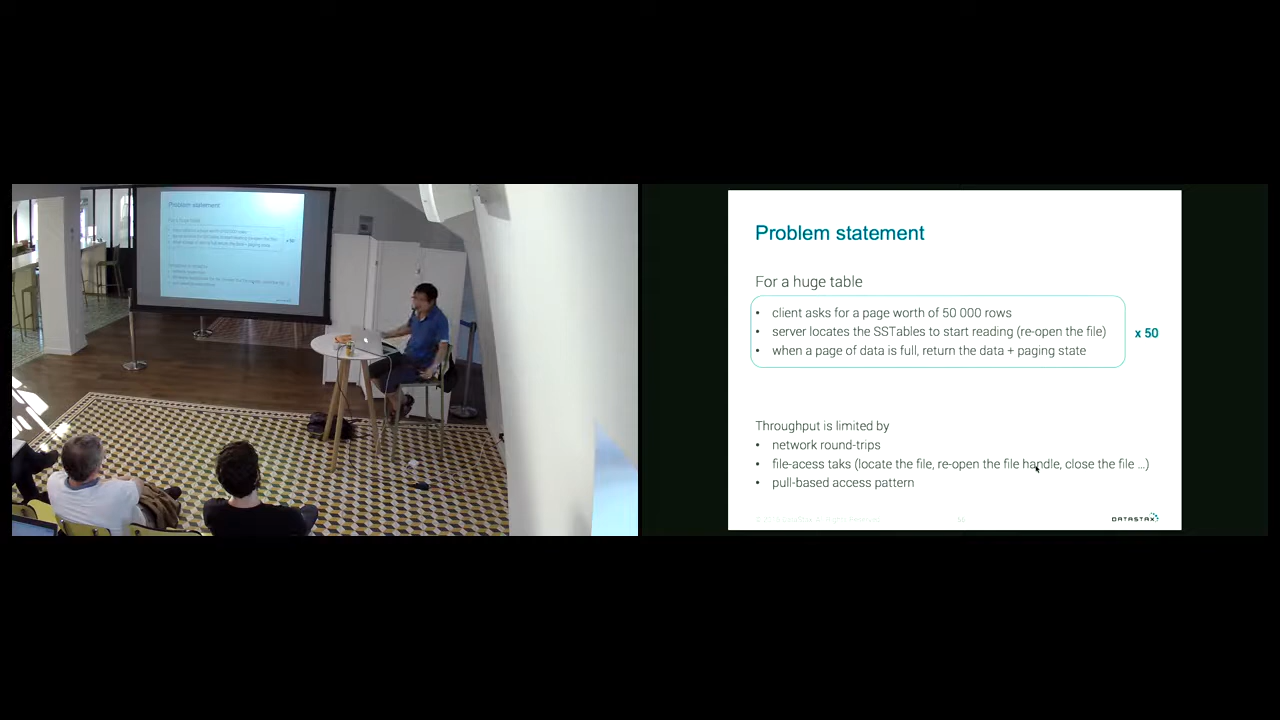 Problem statement
For a huge table
• client asks for a page worth of 50 000 rows
• server locates the SSTables to start reading (re-open the file)
• when a page of data is full, return the data + paging state
x 50
Throughput is limited by
• network round-trips
• file-acess taks (locate the file, re-open the file handle, close the file ...)
• pull-based access pattern
DATASTAX
Problem statement